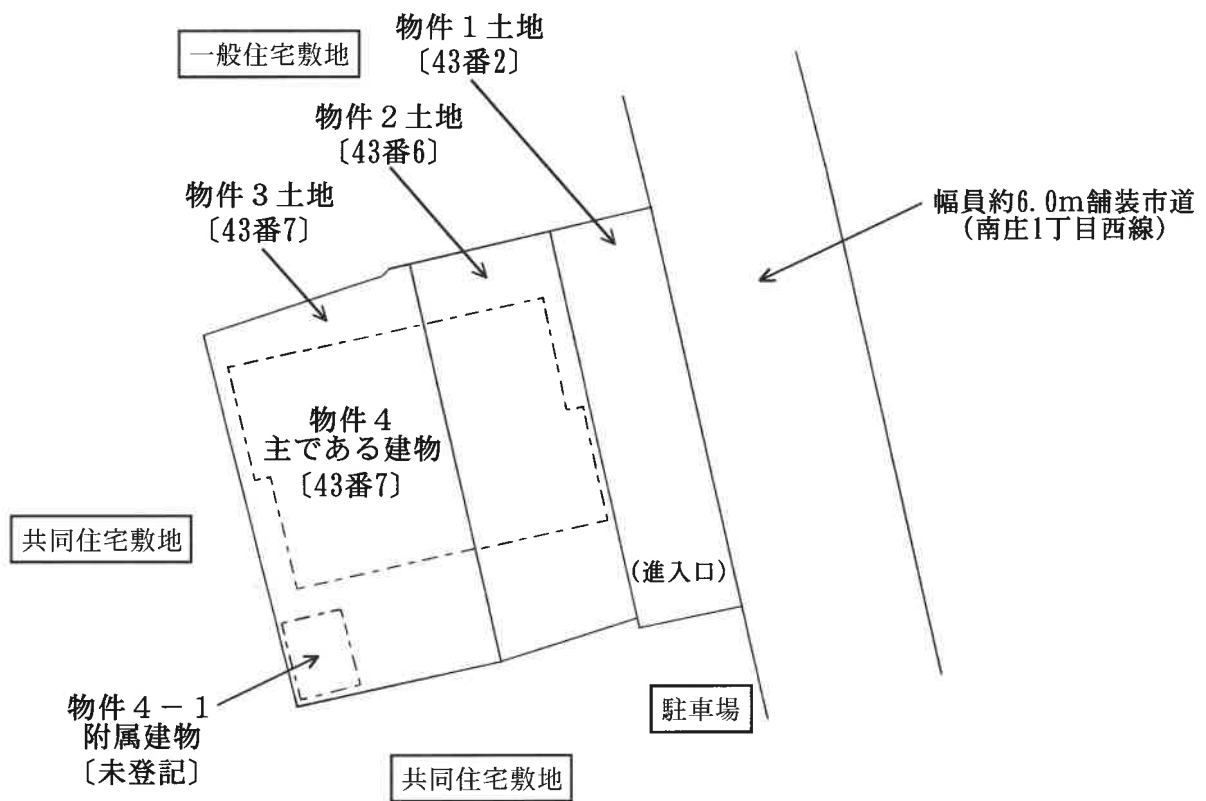 物件1土地
〔43番2〕
一般住宅敷地
物件2土地
〔43番6〕
物件3土地
〔43番7〕
幅員約6.0m舗装市道
(南庄1丁目西線)
物件4
主である建物
〔43番7〕
共同住宅敷地
(進入口)
物件4-1
附属建物
〔未登記〕
駐車場
共同住宅敷地